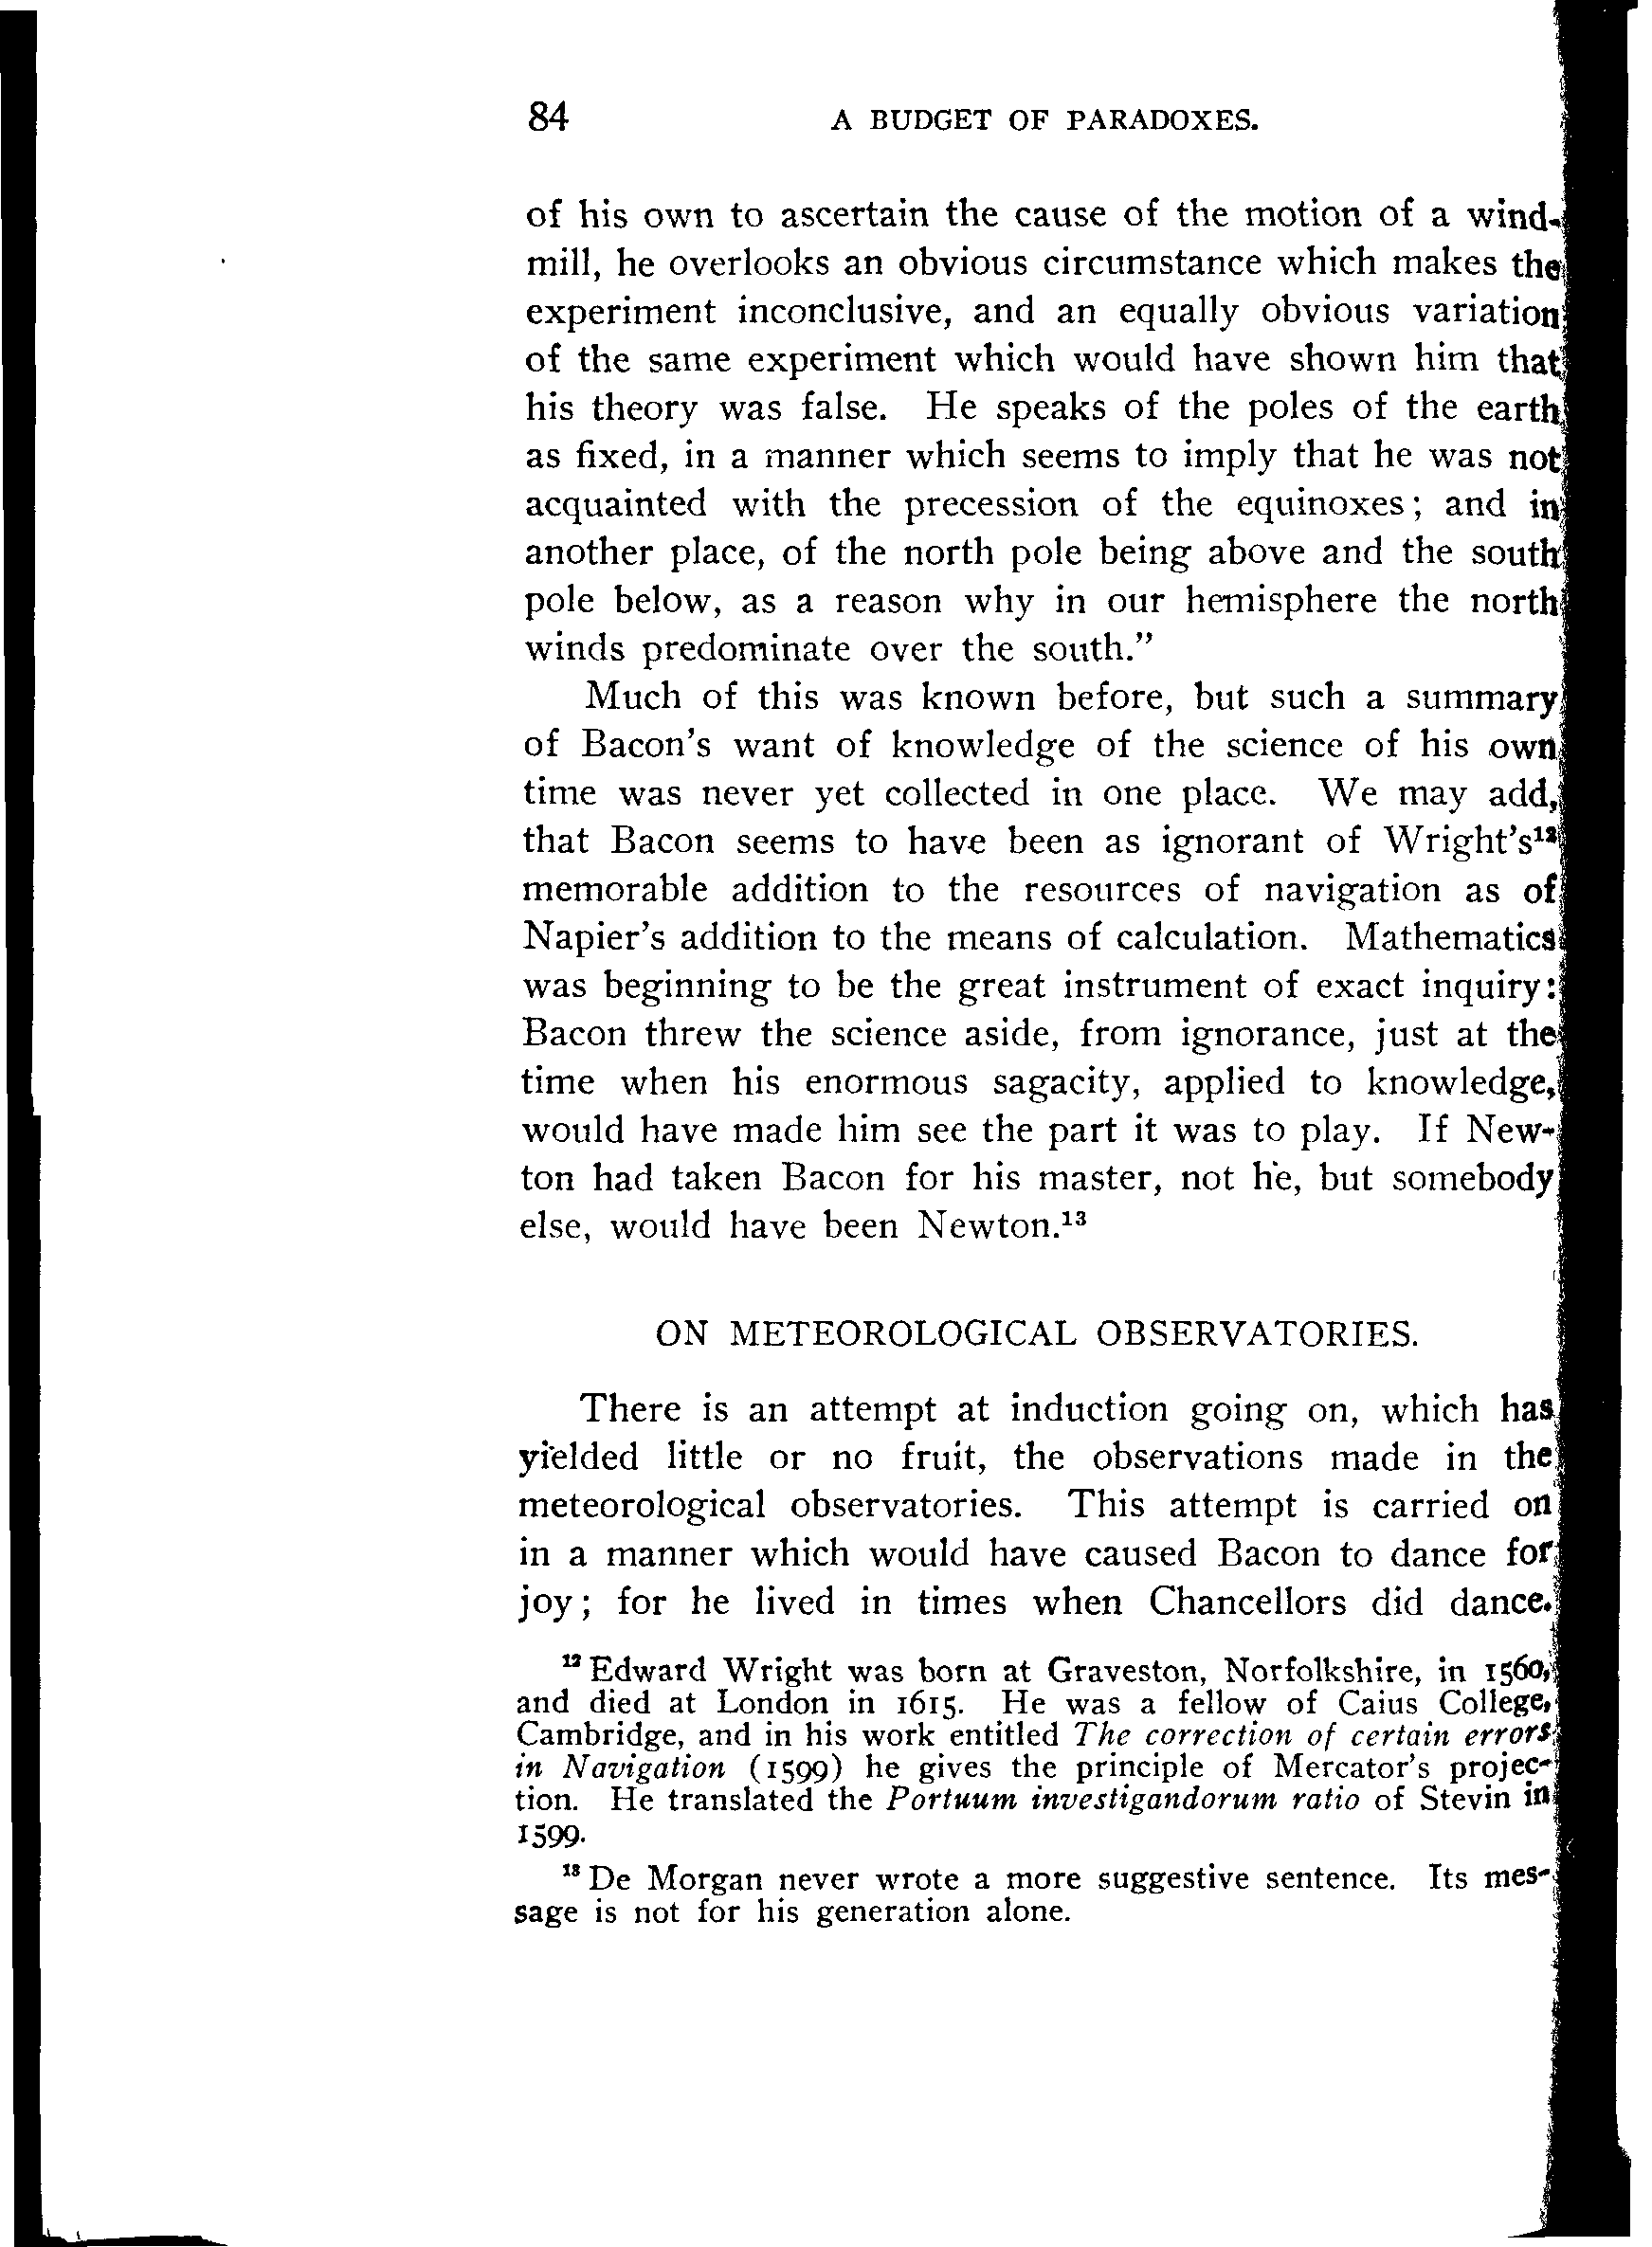 84 A BUDGET OF PARADOXES.
of his own to ascertain the cause of the motion of a wind-
mill, he overlooks an obvious circumstance which makes the
experiment inconclusive, and an equally obvious variation
of the same experiment which would have shown him that
his theory was false. He speaks of the poles of the earth
as fixed, in a manner which seems to imply that he was not
acquainted with the precession of the equinoxes; and in
another place, of the north pole being above and the south
pole below, as a reason why in our hemisphere the north
winds predominate over the south."
Much of this was known before, but such a summary
of Bacon's want of knowledge of the science of his own
time was never yet collected in one place. We may add,
that Bacon seems to have been as ignorant of Wright's¹²
memorable addition to the resources of navigation as of
Napier's addition to the means of calculation. Mathematics
was beginning to be the great instrument of exact inquiry:
Bacon threw the science aside, from ignorance, just at the
time when his enormous sagacity, applied to knowledge,
would have made him see the part it was to play. If New-
ton had taken Bacon for his master, not he, but somebody
else, would have been Newton.¹³
ON METEOROLOGICAL OBSERVATORIES.
There is an attempt at induction going on, which has
yielded little or no fruit, the observations made in the
meteorological observatories. This attempt is carried on
in a manner which would have caused Bacon to dance for
joy; for he lived in times when Chancellors did dance.
¹² Edward Wright was born at Graveston, Norfolkshire, in 1560,
and died at London in 1615. He was a fellow of Caius College,
Cambridge, and in his work entitled The correction of certain errors
in Navigation (1599) he gives the principle of Mercator's projec-
tion. He translated the Portuum investigandorum ratio of Stevin in
1599.
¹³ De Morgan never wrote a more suggestive sentence. Its mes-
sage is not for his generation alone.